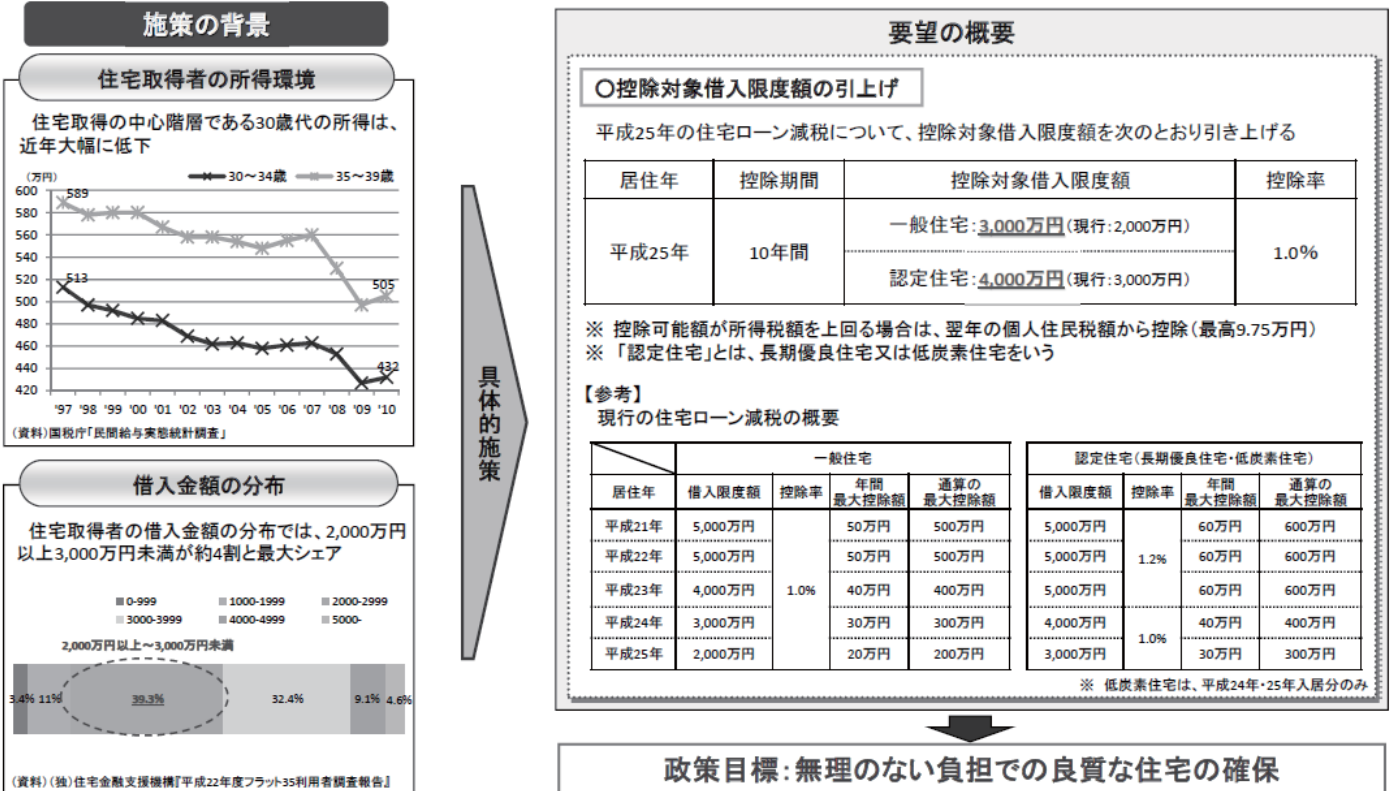 施策の背景
住宅取得者の所得環境
住宅取得の中心階層である30歳代の所得は、
近年大幅に低下
(万円)
30～34歳 35～39歳
600
580
560
540
520
500
480
460
440
420
589
513
505
432
'97 '98 '99 '00 '01 '02 '03 '04 '05 '06 '07 '08 '09 '10
(資料)国税庁「民間給与実態統計調査」
借入金額の分布
住宅取得者の借入金額の分布では、2,000万円
以上3,000万円未満が約4割と最大シェア
0-999 1000-1999 2000-2999
3000-3999 4000-4999 5000-
2,000万円以上～3,000万円未満
3.4% 11% 39.3% 32.4% 9.1% 4.6%
(資料)(独)住宅金融支援機構『平成22年度フラット35利用者調査報告』
具体的施策
要望の概要
○控除対象借入限度額の引上げ
平成25年の住宅ローン減税について、控除対象借入限度額を次のとおり引き上げる
居住年 控除期間 控除対象借入限度額 控除率
平成25年 10年間 一般住宅:3,000万円(現行:2,000万円) 1.0%
認定住宅:4,000万円(現行:3,000万円)
※ 控除可能額が所得税額を上回る場合は、翌年の個人住民税額から控除(最高9.75万円)
※ 「認定住宅」とは、長期優良住宅又は低炭素住宅をいう
【参考】
現行の住宅ローン減税の概要
一般住宅 認定住宅(長期優良住宅・低炭素住宅)
居住年 借入限度額 控除率 年間最大控除額 通算の最大控除額 借入限度額 控除率 年間最大控除額 通算の最大控除額
平成21年 5,000万円 50万円 500万円 5,000万円 60万円 600万円
平成22年 5,000万円 50万円 500万円 5,000万円 1.2% 60万円 600万円
平成23年 4,000万円 1.0% 40万円 400万円 5,000万円 60万円 600万円
平成24年 3,000万円 30万円 300万円 4,000万円 1.0% 40万円 400万円
平成25年 2,000万円 20万円 200万円 3,000万円 30万円 300万円
※ 低炭素住宅は、平成24年・25年入居分のみ
政策目標:無理のない負担での良質な住宅の確保